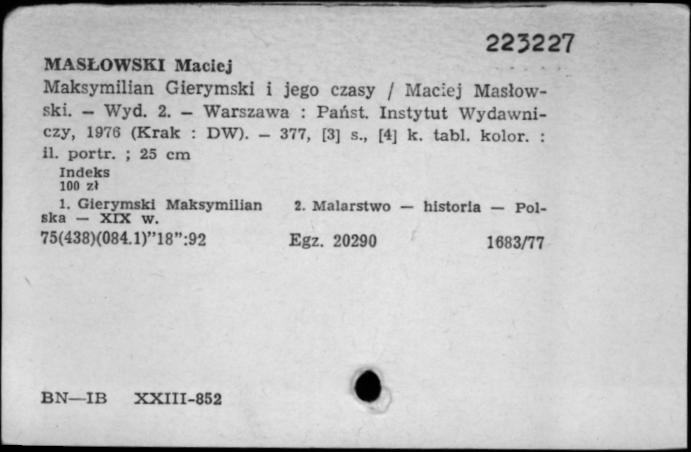 223227
MASŁOWSKI Maciej
Maksymilian Gierymski i jego czasy / Maciej Masłow-
ski. — Wyd. 2. — Warszawa : Państ. Instytut Wydawni-
czy, 1976 (Krak : DW). — 377, [3] s., [4] k. tabl. kolor. :
il. portr. ; 25 cm
Indeks
100 zł
1. Gierymski Maksymilian 2. Malarstwo — historia — Pol-
ska — XIX w.
75(438)(084.1)”18”:92 Egz. 20290 1683/77
BN—IB XXIII-852